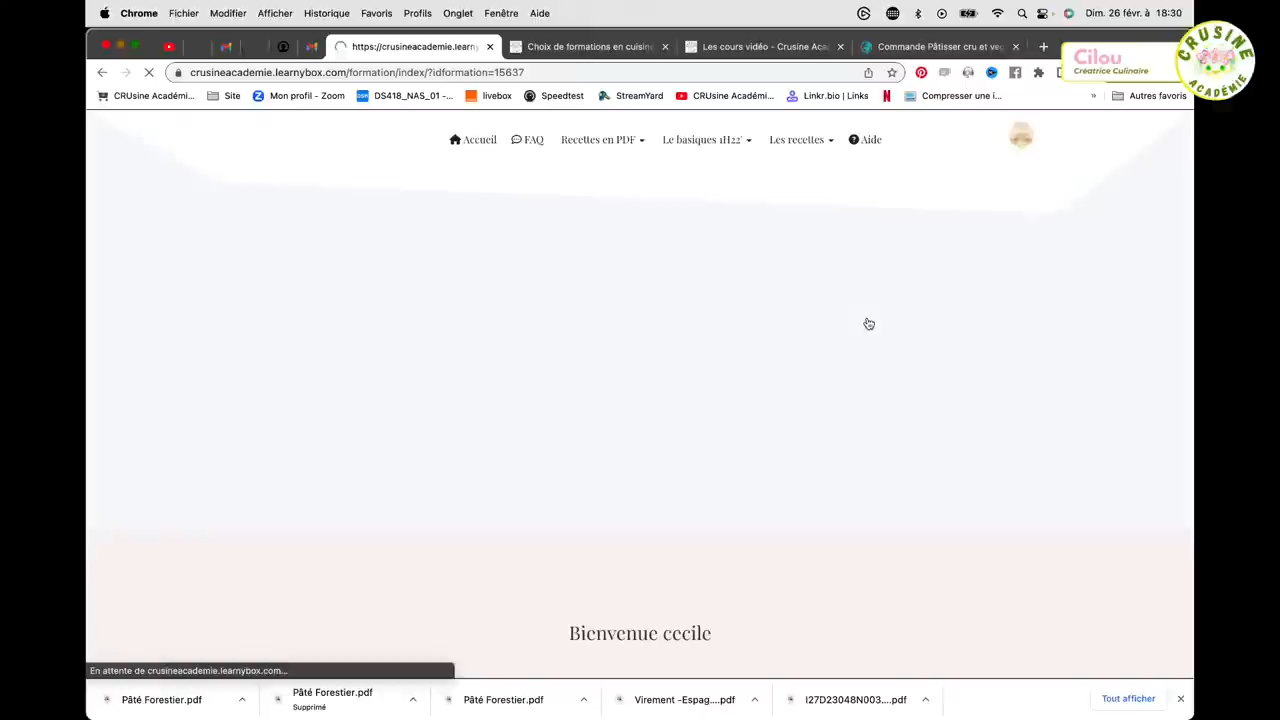 Chrome Fichier Modifier Afficher Historique Favoris Profils Onglet Fenêtre Aide Dim. 26 févr. à 18:30
https://crusineacademie.learn Choix de formations en cuisine Les cours vidéo - Crusine Aca Commande Pâtisser cru et veg
crusineacademie.learnybox.com/formation/index/?idformation=15637
Cilou
Créatrice Culinaire
CRUSINE
ACADÉMIE
CRUsine Académi... Site Mon profil - Zoom DS418_NAS_01 -... livebox Speedtest StreamYard CRUsine Académi... Linkr.bio | Links Compresser une i... » Autres favoris
Accueil FAQ Recettes en PDF Le basiques 1H22' Les recettes Aide
Bienvenue cecile
En attente de crusineacademie.learnybox.com...
Pâté Forestier.pdf Pâté Forestier.pdf Pâté Forestier.pdf Virement -Espag....pdf I27D23048N003....pdf Tout afficher
Supprimé